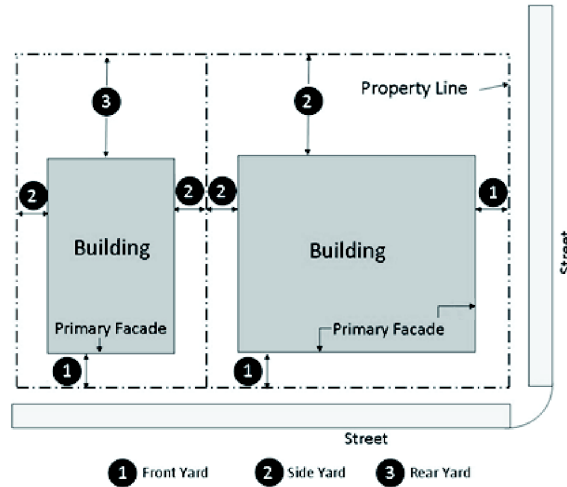 3
2
Property Line
2
2
2
1
Building
Building
Street
Primary Facade
Primary Facade
1
1
Street
1 Front Yard
2 Side Yard
3 Rear Yard